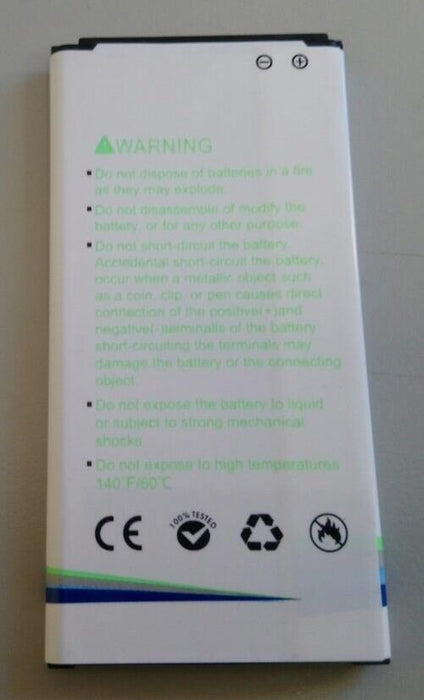 WARNING
Do not dispose of batteries in a fire
as they may explode.
Do not disassemble of modify the
battery, or for any other purpose.
Do not short-dircuit the battery.
Accledental short-circuit the battery,
occur when a metallic object such
as a coin, clip, or pen causes direct
connection of the positive(+)and
negative(-)terminalls of the battery
short-circuiting the terminals may
damage the battery or the connecting
object.
Do not expose the battery to liquid
or subject to strong mechanical
shocks
Do not expose to high temperatures
140°F/60°C
CE
100% TESTED